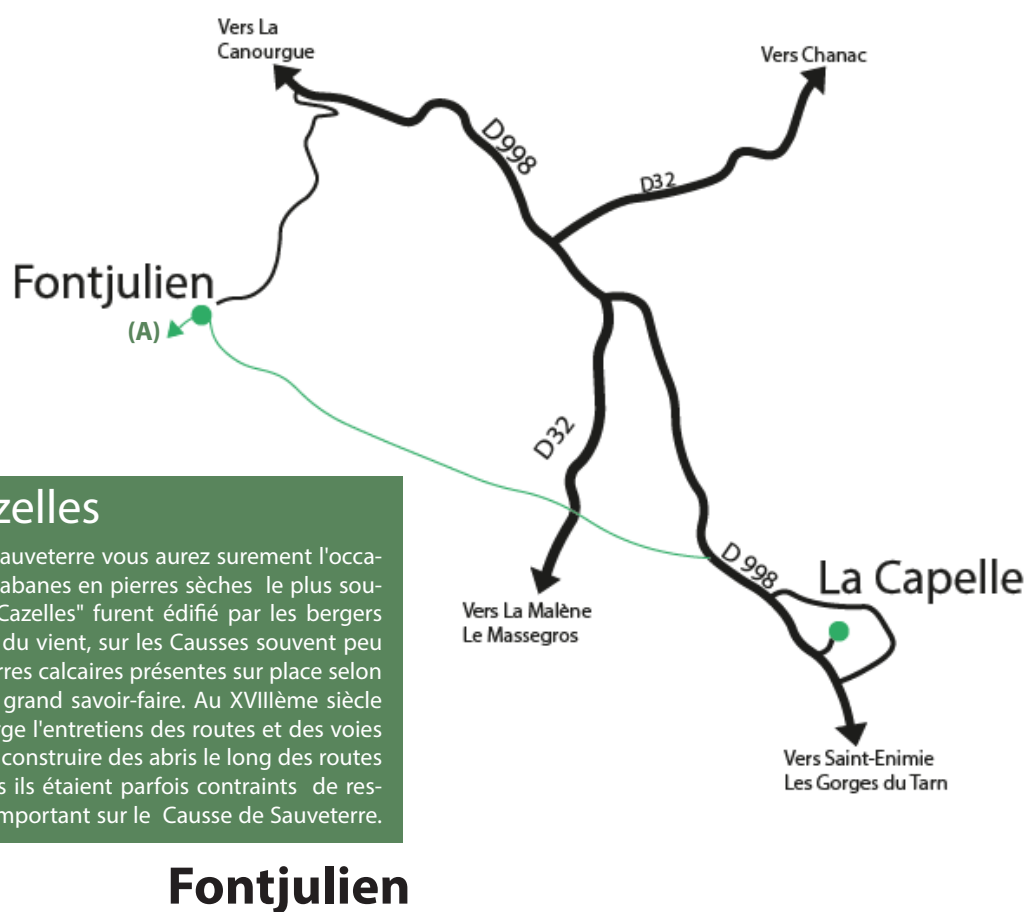 Vers La
Canourgue
Vers Chanac
D998
D32
Fontjulien
(A)
D32
D 998
La Capelle
Vers La Malène
Le Massegros
Vers Saint-Enimie
Les Gorges du Tarn
zelles
auveterre vous aurez surement l'occa-
abanes en pierres sèches le plus sou-
Cazelles" furent édifié par les bergers
du vient, sur les Causses souvent peu
rres calcaires présentes sur place selon
grand savoir-faire. Au XVIIIème siècle
rge l'entretiens des routes et des voies
construire des abris le long des routes
s ils étaient parfois contraints de res-
mportant sur le Causse de Sauveterre.
Fontjulien